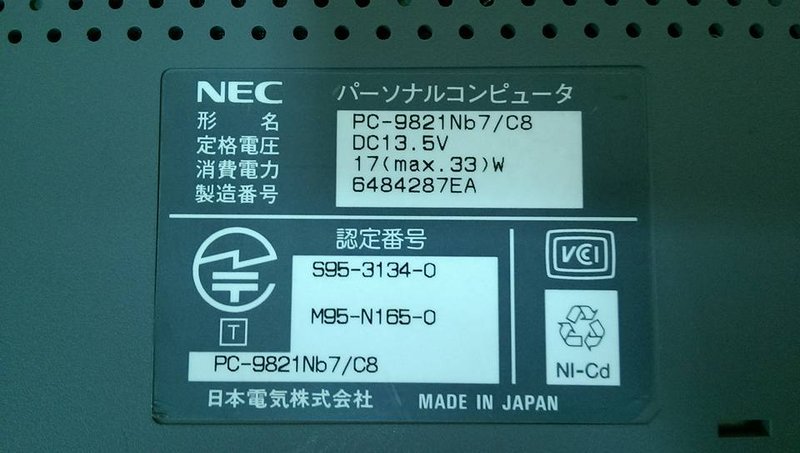 NEC パーソナルコンピュータ
形名 PC-9821Nb7/C8
定格電圧 DC13.5V
消費電力 17(max.33)W
製造番号 6484287EA
認定番号
S95-3134-0
M95-N165-0
T
PC-9821Nb7/C8
VCI
NI-Cd
日本電気株式会社 MADE IN JAPAN